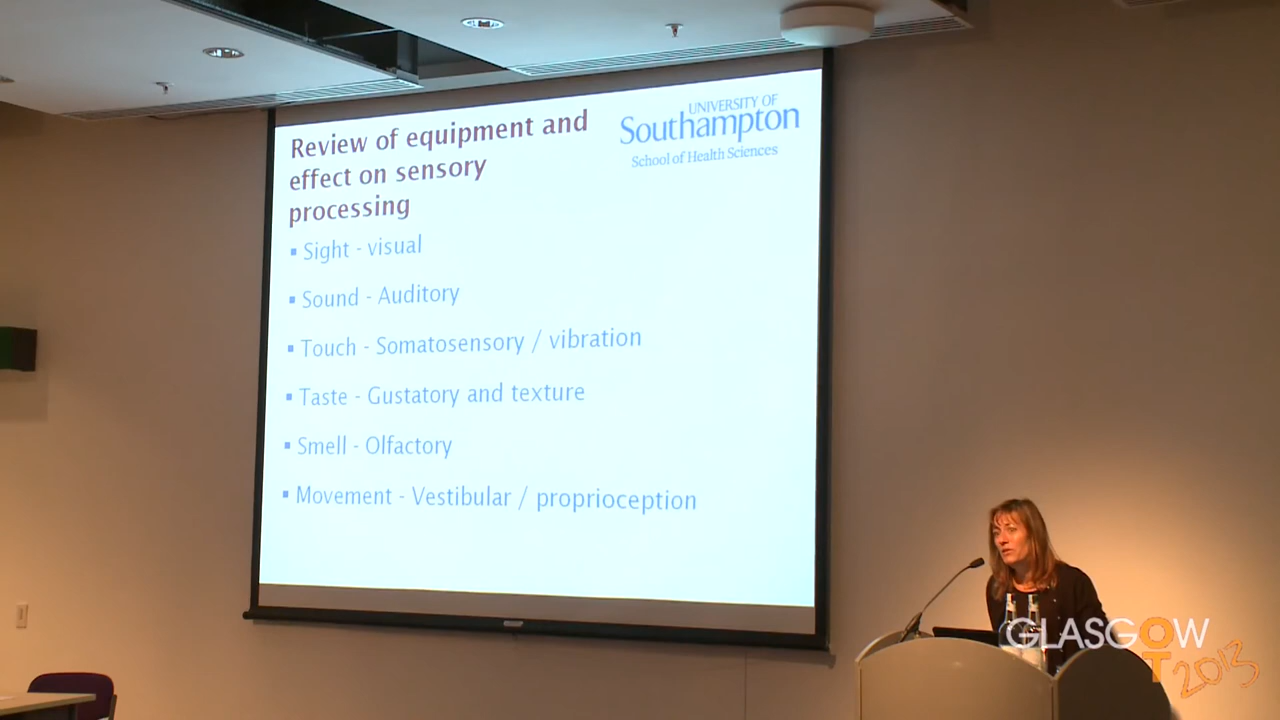 Review of equipment and
effect on sensory
processing
UNIVERSITY OF
Southampton
School of Health Sciences
▪ Sight - visual
▪ Sound - Auditory
▪ Touch - Somatosensory / vibration
▪ Taste - Gustatory and texture
▪ Smell - Olfactory
▪ Movement - Vestibular / proprioception
GLASGOW
OT 2013